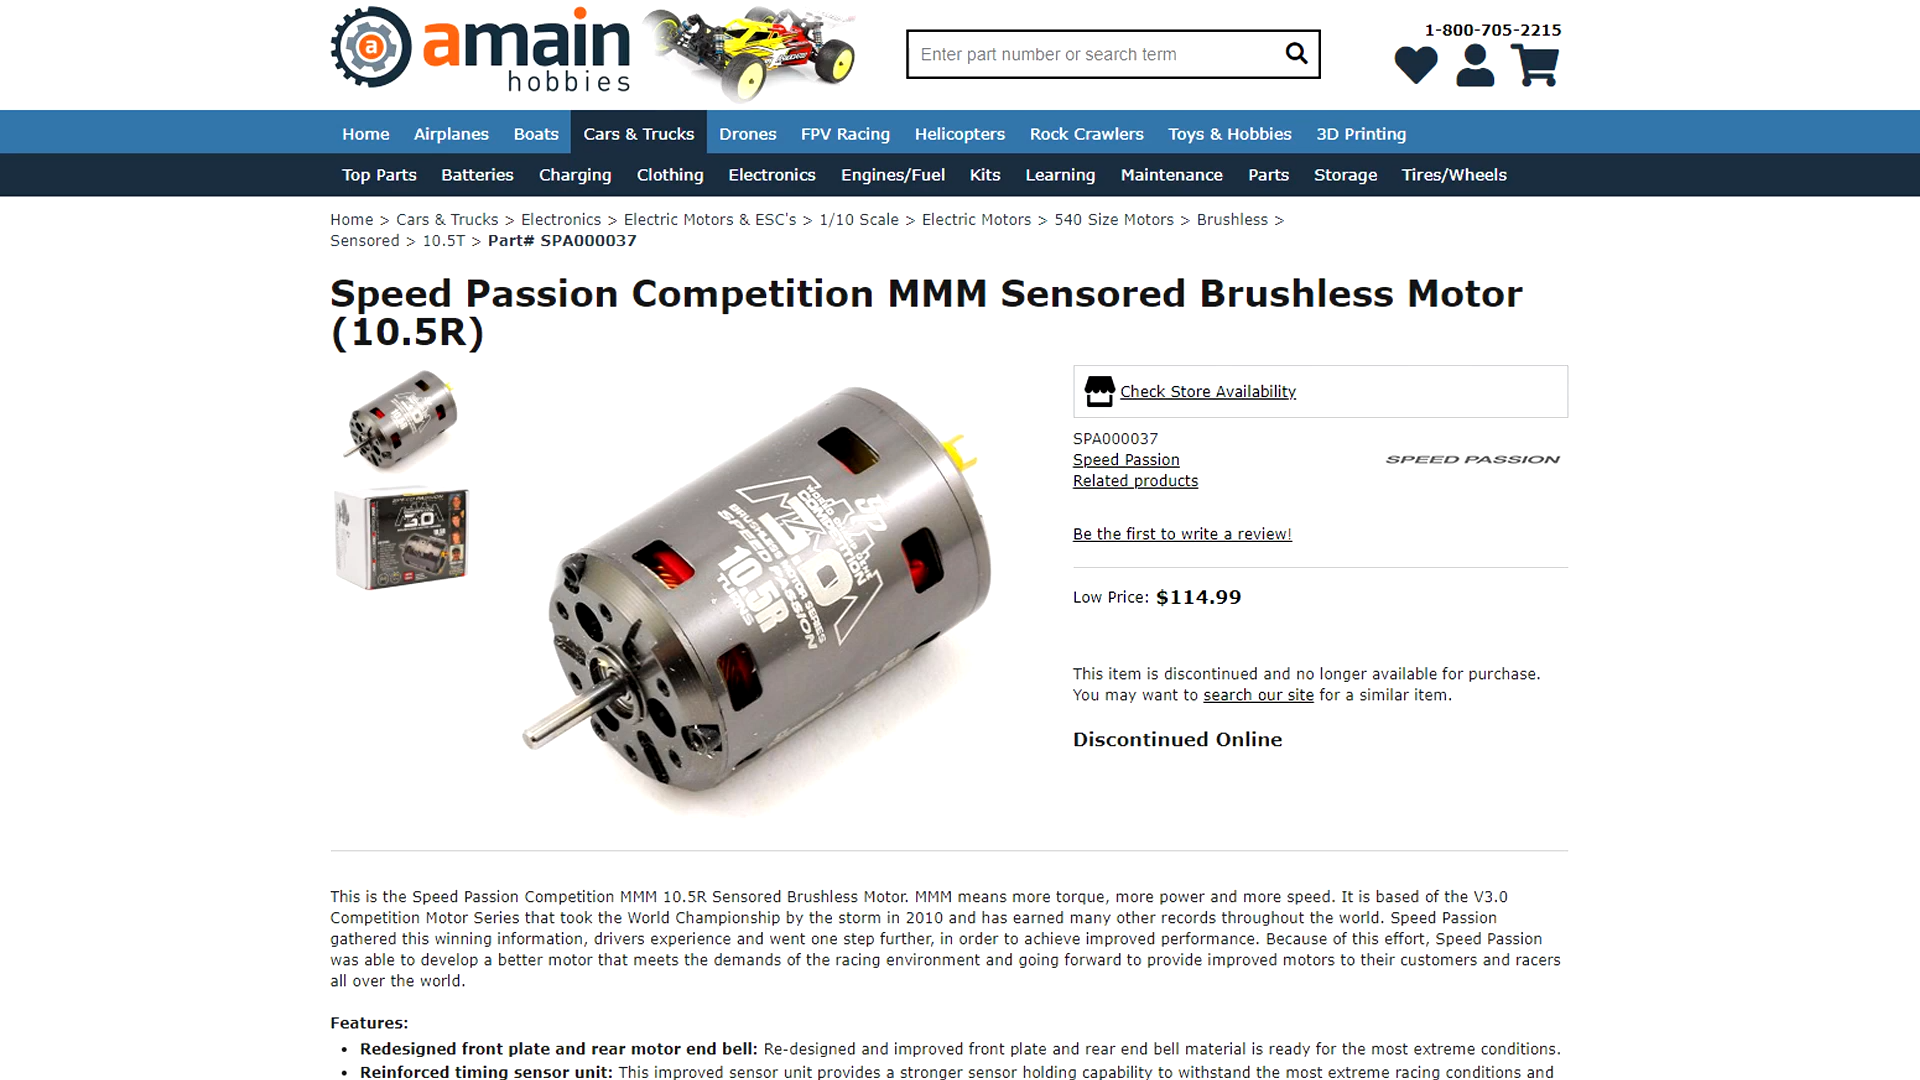 a amain hobbies
Enter part number or search term
1-800-705-2215
Home Airplanes Boats Cars & Trucks Drones FPV Racing Helicopters Rock Crawlers Toys & Hobbies 3D Printing
Top Parts Batteries Charging Clothing Electronics Engines/Fuel Kits Learning Maintenance Parts Storage Tires/Wheels
Home > Cars & Trucks > Electronics > Electric Motors & ESC's > 1/10 Scale > Electric Motors > 540 Size Motors > Brushless >
Sensored > 10.5T > Part# SPA000037
Speed Passion Competition MMM Sensored Brushless Motor
(10.5R)
COMPETITION
3.0
BRUSHLESS MOTOR SERIES
SPEED PASSION
10.5R
TURNS
Check Store Availability
SPA000037
Speed Passion
SPEED PASSION
Related products
Be the first to write a review!
Low Price: $114.99
This item is discontinued and no longer available for purchase.
You may want to search our site for a similar item.
Discontinued Online
This is the Speed Passion Competition MMM 10.5R Sensored Brushless Motor. MMM means more torque, more power and more speed. It is based of the V3.0
Competition Motor Series that took the World Championship by the storm in 2010 and has earned many other records throughout the world. Speed Passion
gathered this winning information, drivers experience and went one step further, in order to achieve improved performance. Because of this effort, Speed Passion
was able to develop a better motor that meets the demands of the racing environment and going forward to provide improved motors to their customers and racers
all over the world.
Features:
• Redesigned front plate and rear motor end bell: Re-designed and improved front plate and rear end bell material is ready for the most extreme conditions.
• Reinforced timing sensor unit: This improved sensor unit provides a stronger sensor holding capability to withstand the most extreme racing conditions and